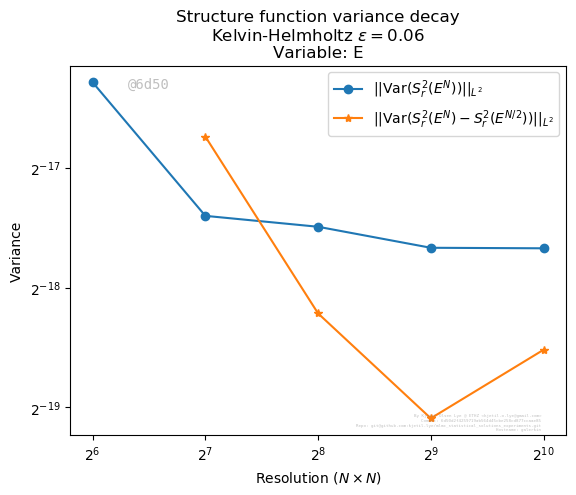 Structure function variance decay
Kelvin-Helmholtz ε = 0.06
Variable: E
@6d50
||Var(S_r^2(E^N))||_{L^2}
||Var(S_r^2(E^N) − S_r^2(E^{N/2}))||_{L^2}
Variance
2^{−17}
2^{−18}
2^{−19}
2^6
2^7
2^8
2^9
2^{10}
Resolution (N × N)